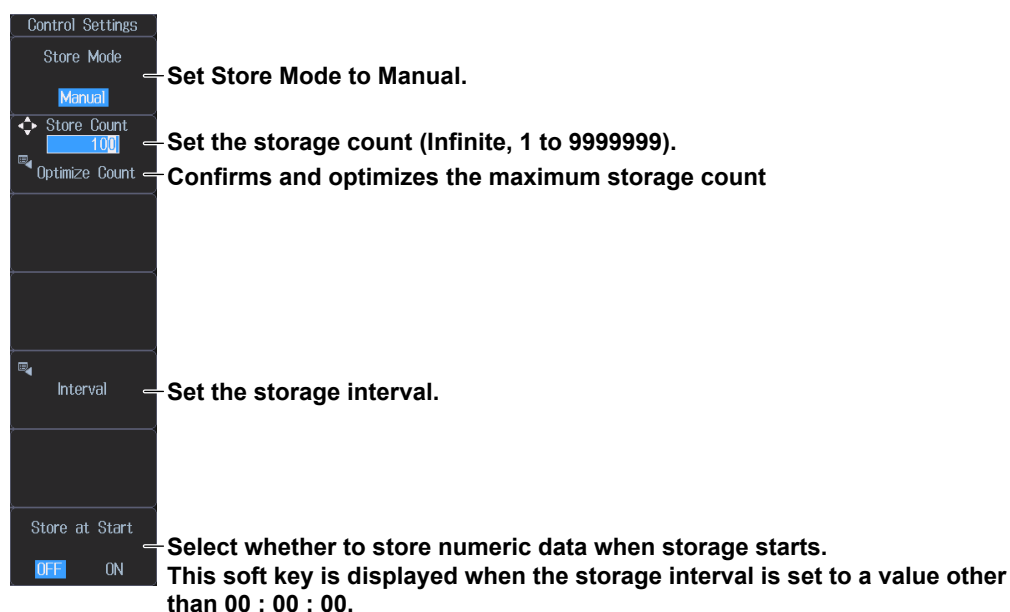 Control Settings
Store Mode
Manual
Set Store Mode to Manual.
Store Count
100
Set the storage count (Infinite, 1 to 9999999).
Optimize Count
Confirms and optimizes the maximum storage count
Interval
Set the storage interval.
Store at Start
OFF ON
Select whether to store numeric data when storage starts.
This soft key is displayed when the storage interval is set to a value other
than 00 : 00 : 00.